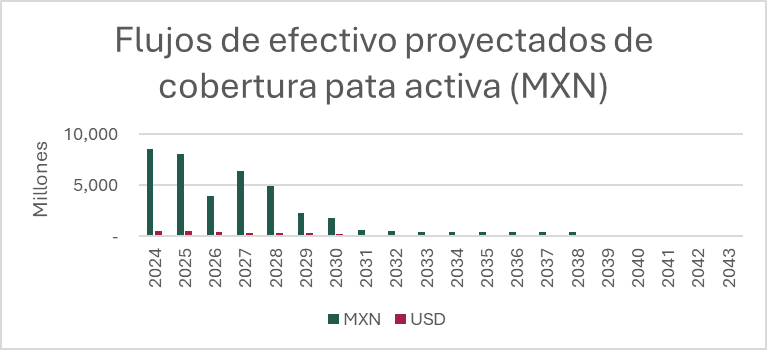 Flujos de efectivo proyectados de
cobertura pata activa (MXN)
Millones
10,000
5,000
-
2024 2025 2026 2027 2028 2029 2030 2031 2032 2033 2034 2035 2036 2037 2038 2039 2040 2041 2042 2043
MXN USD